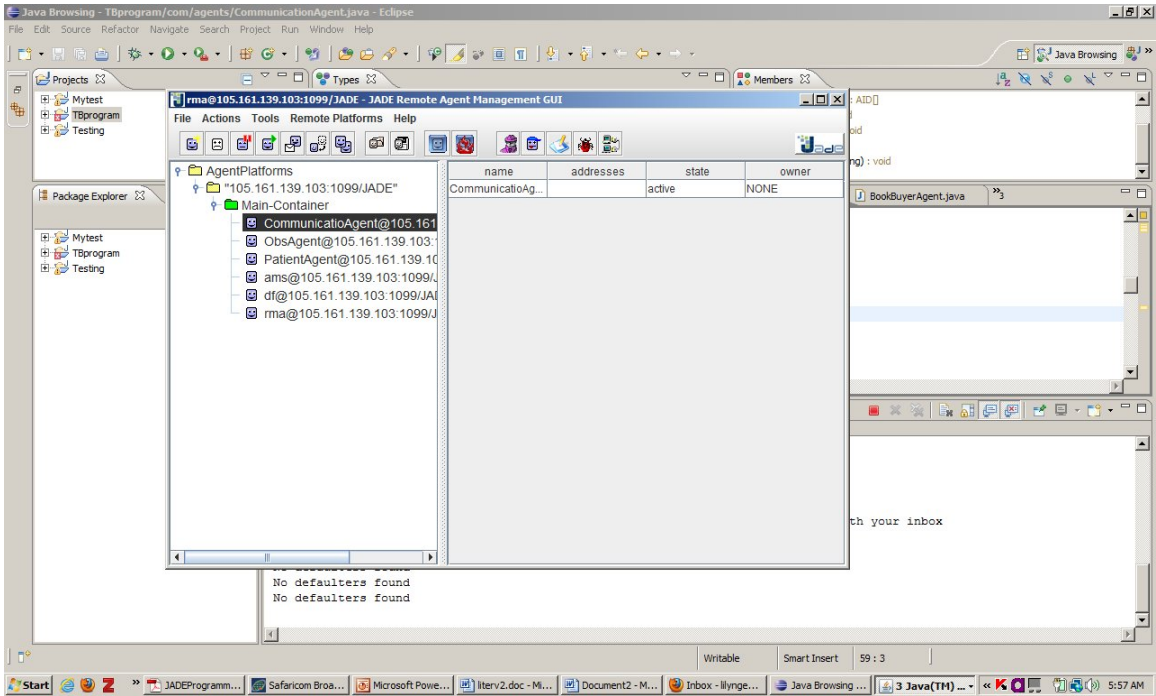 Java Browsing - TBprogram/com/agents/CommunicationAgent.java - Eclipse
File Edit Source Refactor Navigate Search Project Run Window Help
Java Browsing
Projects
Types
Members
Mytest
TBprogram
Testing
: AID[]
oid
ng) : void
rma@105.161.139.103:1099/JADE - JADE Remote Agent Management GUI
File Actions Tools Remote Platforms Help
Jade
AgentPlatforms
"105.161.139.103:1099/JADE"
Main-Container
CommunicatioAgent@105.161
ObsAgent@105.161.139.103:
PatientAgent@105.161.139.10
ams@105.161.139.103:1099/J
df@105.161.139.103:1099/JAD
rma@105.161.139.103:1099/J
name addresses state owner
CommunicatioAg... active NONE
Package Explorer
Mytest
TBprogram
Testing
BookBuyerAgent.java
»3
th your inbox
No defaulters found
No defaulters found
Writable Smart Insert 59 : 3
Start
JADEProgramm...
Safaricom Broa...
Microsoft Powe...
literv2.doc - Mi...
Document2 - M...
Inbox - lilynge...
Java Browsing ...
3 Java(TM) ...
5:57 AM